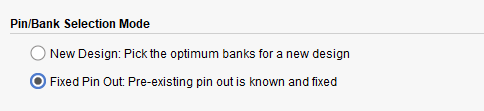 Pin/Bank Selection Mode
New Design: Pick the optimum banks for a new design
Fixed Pin Out: Pre-existing pin out is known and fixed